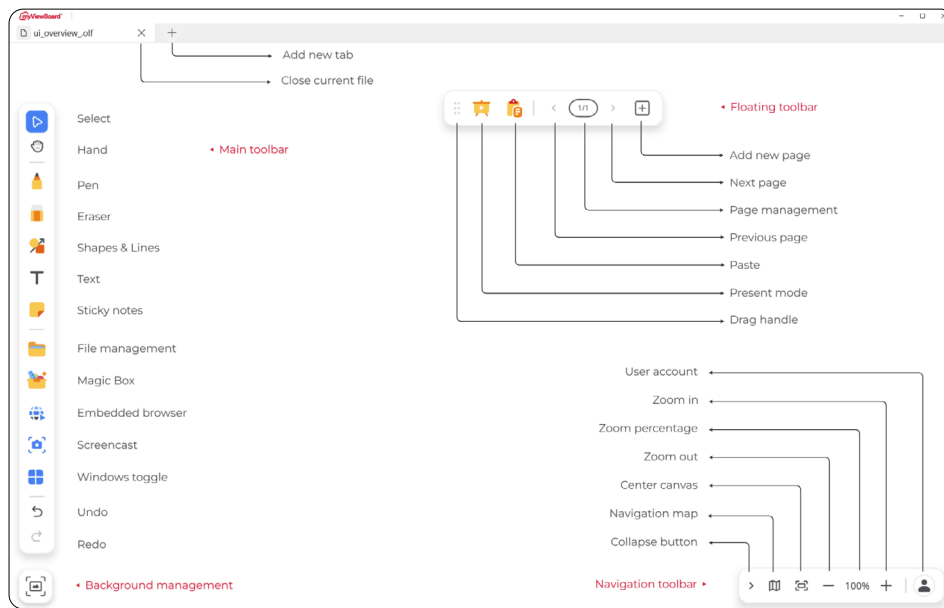 myViewBoard
ui_overview_.olf
Add new tab
Close current file
Select
Hand
Main toolbar
Pen
Eraser
Shapes & Lines
Text
Sticky notes
File management
Magic Box
Embedded browser
Screencast
Windows toggle
Undo
Redo
Background management
1/1
Floating toolbar
Add new page
Next page
Page management
Previous page
Paste
Present mode
Drag handle
User account
Zoom in
Zoom percentage
Zoom out
Center canvas
Navigation map
Collapse button
Navigation toolbar
100%